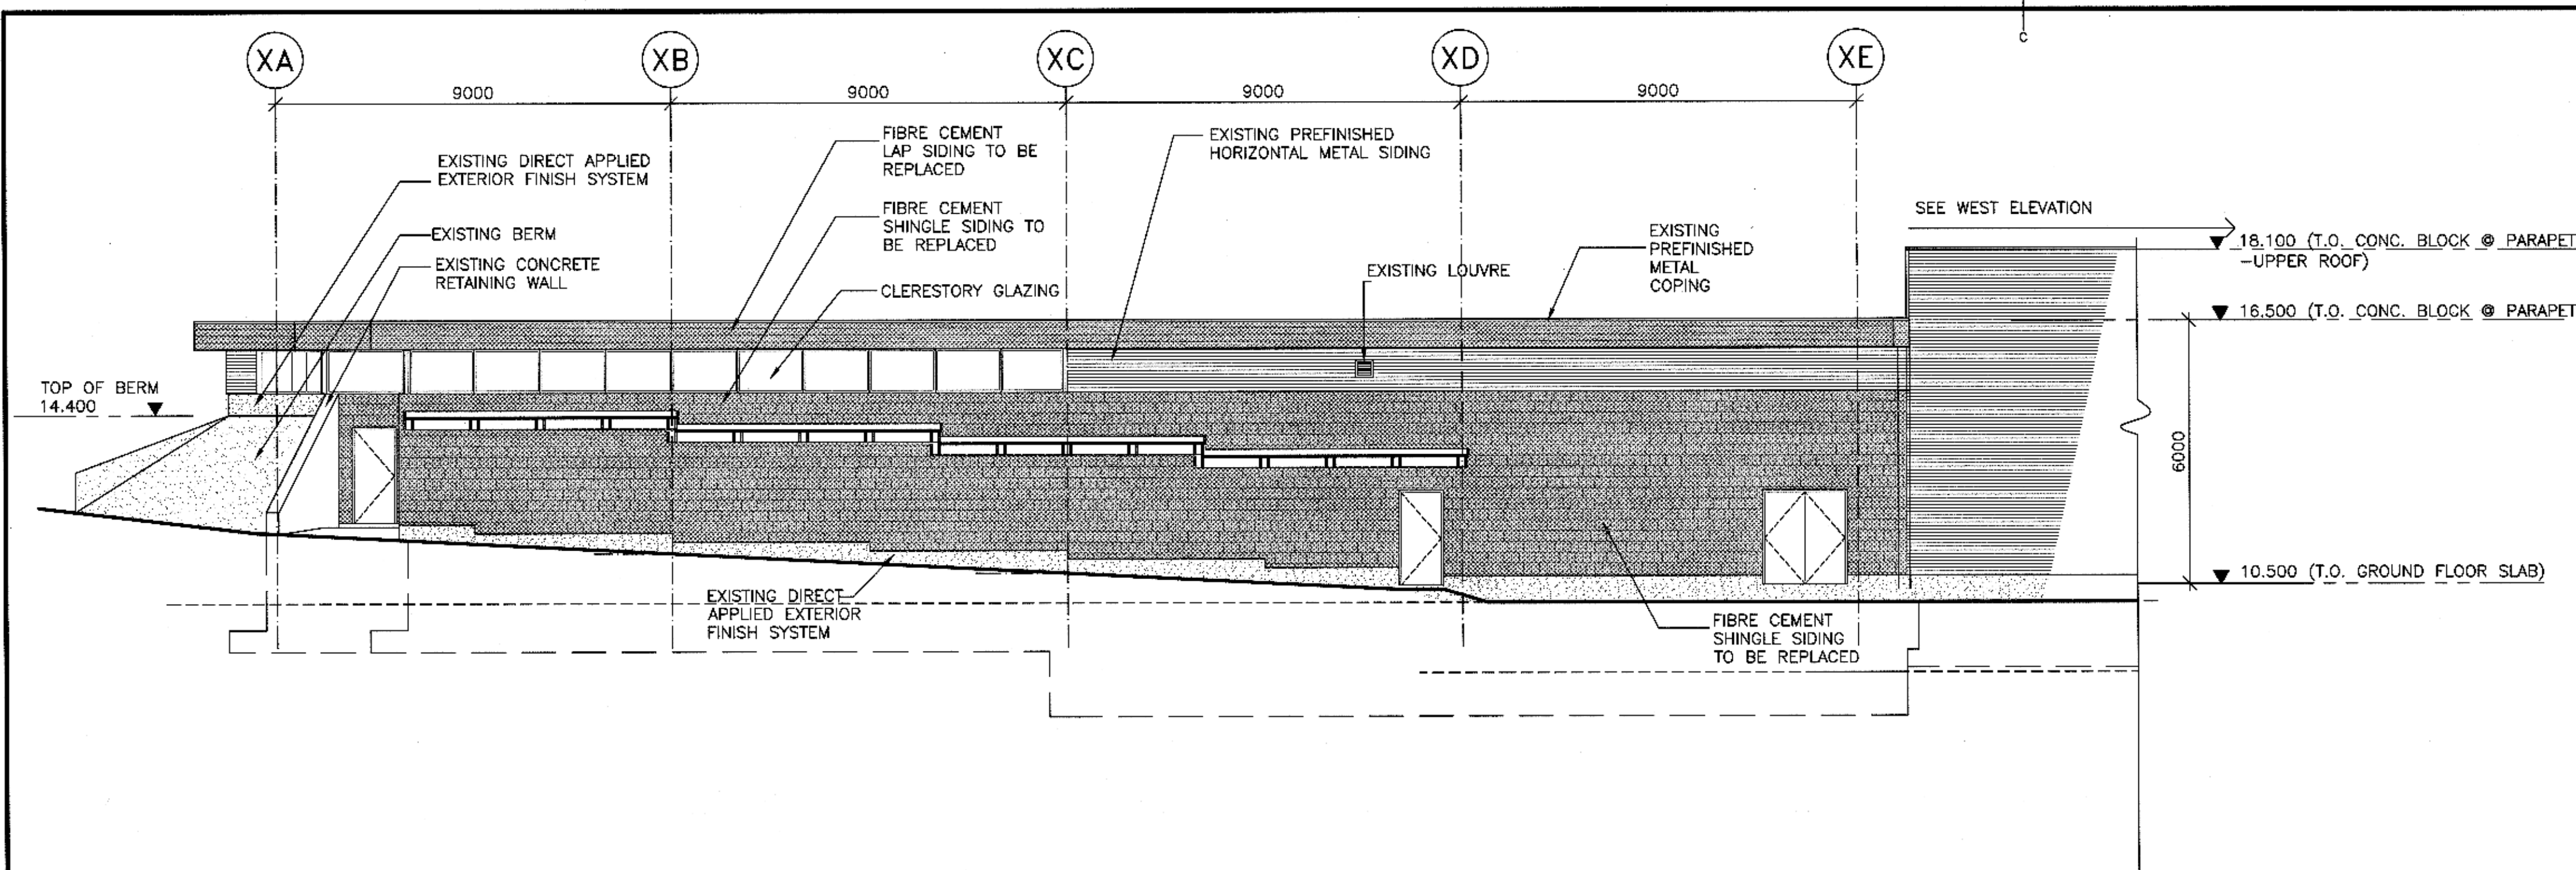 C
XA
XB
XC
XD
XE
9000
9000
9000
9000
EXISTING DIRECT APPLIED
EXTERIOR FINISH SYSTEM
EXISTING BERM
EXISTING CONCRETE
RETAINING WALL
FIBRE CEMENT
LAP SIDING TO BE
REPLACED
FIBRE CEMENT
SHINGLE SIDING TO
BE REPLACED
CLERESTORY GLAZING
EXISTING PREFINISHED
HORIZONTAL METAL SIDING
EXISTING LOUVRE
EXISTING
PREFINISHED
METAL
COPING
SEE WEST ELEVATION
18.100 (T.O. CONC. BLOCK @ PARAPET
-UPPER ROOF)
16.500 (T.O. CONC. BLOCK @ PARAPET
TOP OF BERM
14.400
6000
10.500 (T.O. GROUND FLOOR SLAB)
EXISTING DIRECT
APPLIED EXTERIOR
FINISH SYSTEM
FIBRE CEMENT
SHINGLE SIDING
TO BE REPLACED